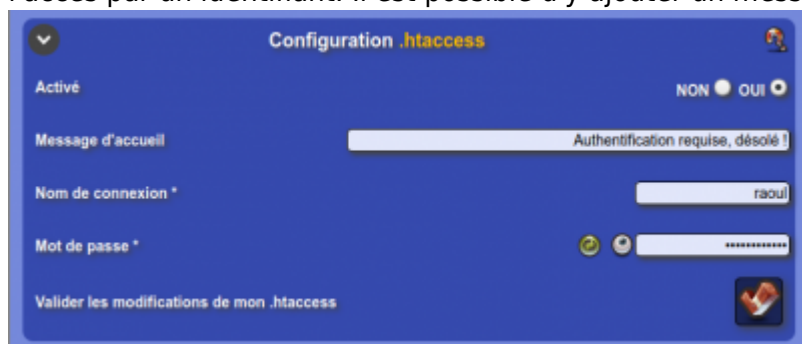 l'accès par un identifiant. Il est possible d'y ajouter un mess
Configuration .htaccess
Activé NON OUI
Message d'accueil Authentification requise, désolé !
Nom de connexion * raoul
Mot de passe * ••••••••••••
Valider les modifications de mon .htaccess